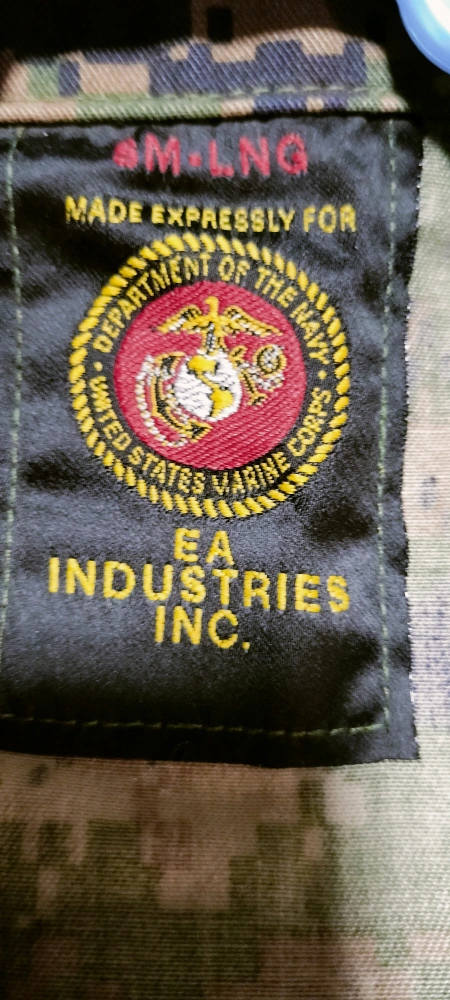 M-LNG
MADE EXPRESSLY FOR
DEPARTMENT OF THE NAVY
UNITED STATES MARINE CORPS
EA
INDUSTRIES
INC.